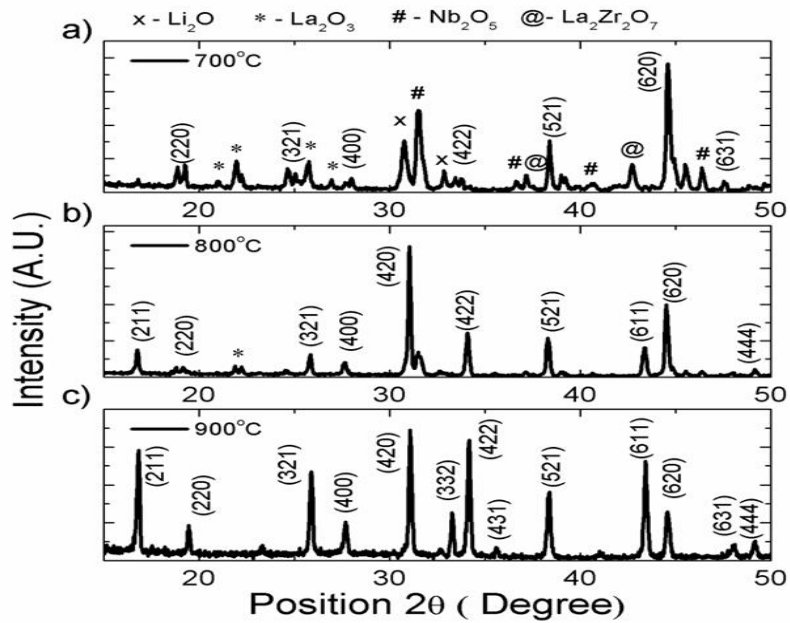 x - Li₂O * - La₂O₃ # - Nb₂O₅ @- La₂Zr₂O₇
a)
700°C
(220) * * (321) * * (400) x # x (422) # @ (521) # @ (620) # (631)
20 30 40 50
b)
800°C
(211) (220) * (321) (400) (420) (422) (521) (611) (620) (444)
20 30 40 50
c)
900°C
(211) (220) (321) (400) (420) (332) (422) (431) (521) (611) (620) (631) (444)
20 30 40 50
Intensity (A.U.)
Position 2θ ( Degree)